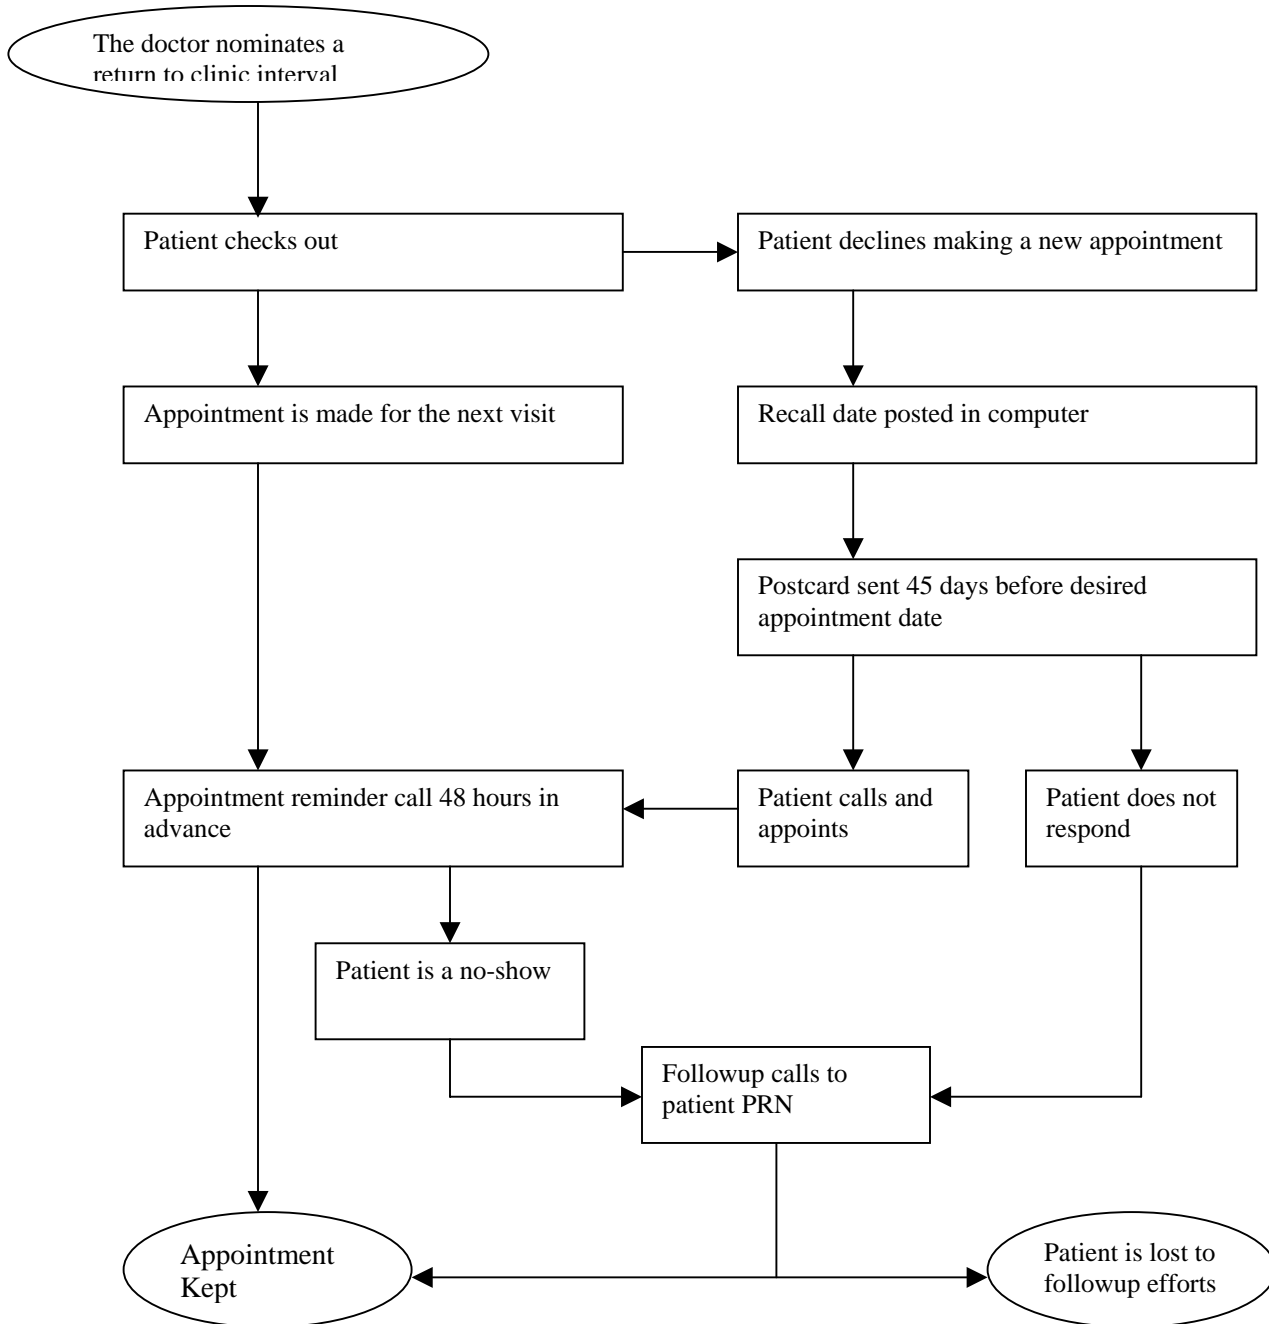 The doctor nominates a
return to clinic interval
Patient checks out
Patient declines making a new appointment
Appointment is made for the next visit
Recall date posted in computer
Postcard sent 45 days before desired
appointment date
Appointment reminder call 48 hours in
advance
Patient calls and
appoints
Patient does not
respond
Patient is a no-show
Followup calls to
patient PRN
Appointment
Kept
Patient is lost to
followup efforts